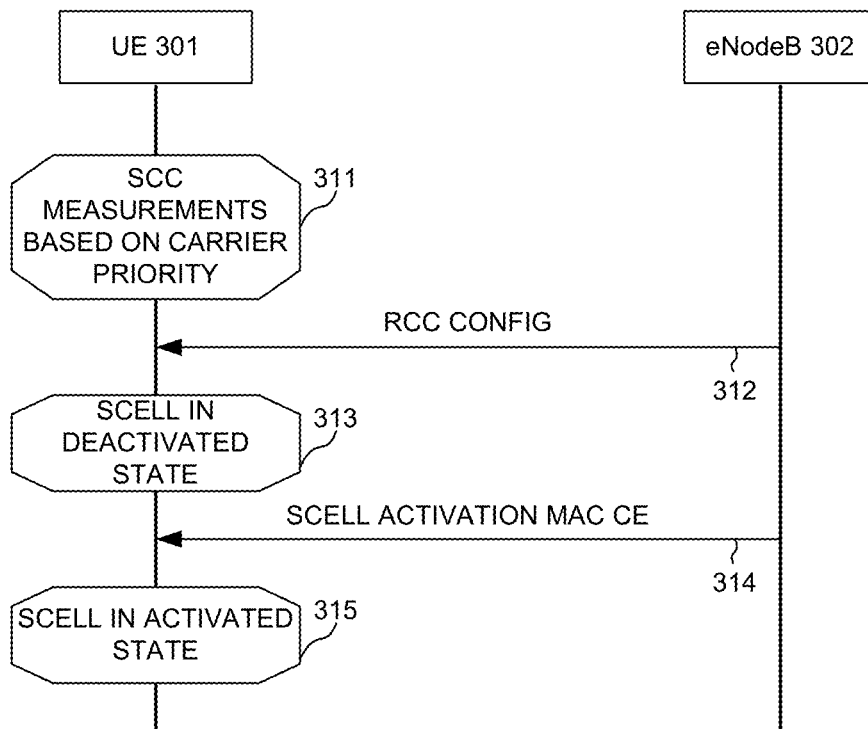 UE 301
eNodeB 302
SCC
MEASUREMENTS
BASED ON CARRIER
PRIORITY
311
RCC CONFIG
312
SCELL IN
DEACTIVATED
STATE
313
SCELL ACTIVATION MAC CE
314
SCELL IN ACTIVATED
STATE
315